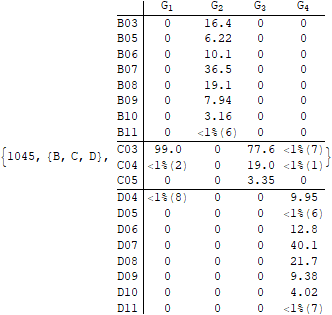 G1 G2 G3 G4
B03 0 16.4 0 0
B05 0 6.22 0 0
B06 0 10.1 0 0
B07 0 36.5 0 0
B08 0 19.1 0 0
B09 0 7.94 0 0
B10 0 3.16 0 0
B11 0 <1%(6) 0 0
{1045, {B, C, D}, C03 99.0 0 77.6 <1%(7) }
C04 <1%(2) 0 19.0 <1%(1)
C05 0 0 3.35 0
D04 <1%(8) 0 0 9.95
D05 0 0 0 <1%(6)
D06 0 0 0 12.8
D07 0 0 0 40.1
D08 0 0 0 21.7
D09 0 0 0 9.38
D10 0 0 0 4.02
D11 0 0 0 <1%(7)